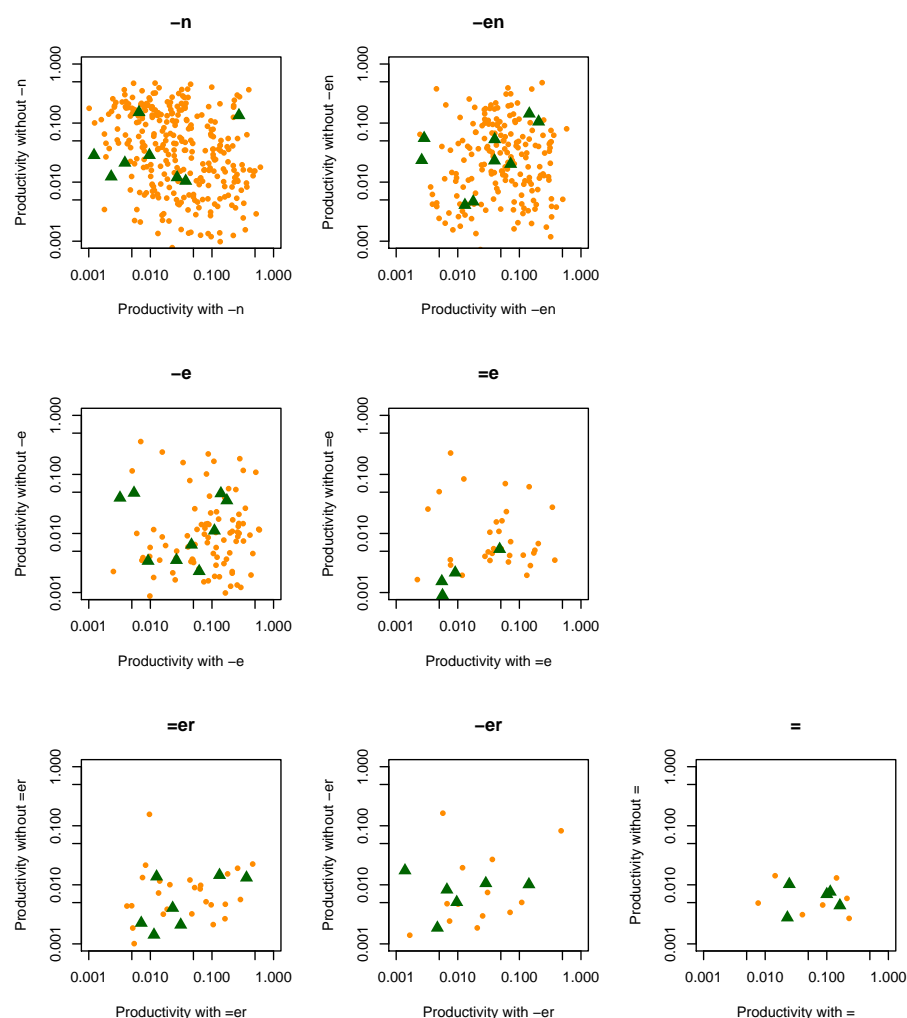 −n
−en
Productivity without −n
0.001 0.010 0.100 1.000
0.001 0.010 0.100 1.000
Productivity with −n
Productivity without −en
0.001 0.010 0.100 1.000
0.001 0.010 0.100 1.000
Productivity with −en
−e
=e
Productivity without −e
0.001 0.010 0.100 1.000
0.001 0.010 0.100 1.000
Productivity with −e
Productivity without =e
0.001 0.010 0.100 1.000
0.001 0.010 0.100 1.000
Productivity with =e
=er
−er
=
Productivity without =er
0.001 0.010 0.100 1.000
0.001 0.010 0.100 1.000
Productivity with =er
Productivity without −er
0.001 0.010 0.100 1.000
0.001 0.010 0.100 1.000
Productivity with −er
Productivity without =
0.001 0.010 0.100 1.000
0.001 0.010 0.100 1.000
Productivity with =